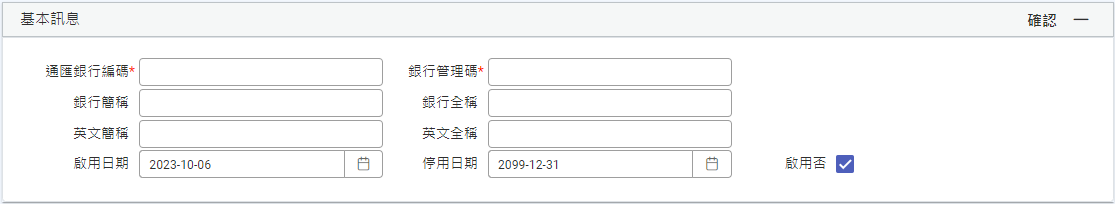 基本訊息 確認
通匯銀行編碼* 銀行管理碼*
銀行簡稱 銀行全稱
英文簡稱 英文全稱
啟用日期 2023-10-06 停用日期 2099-12-31 啟用否